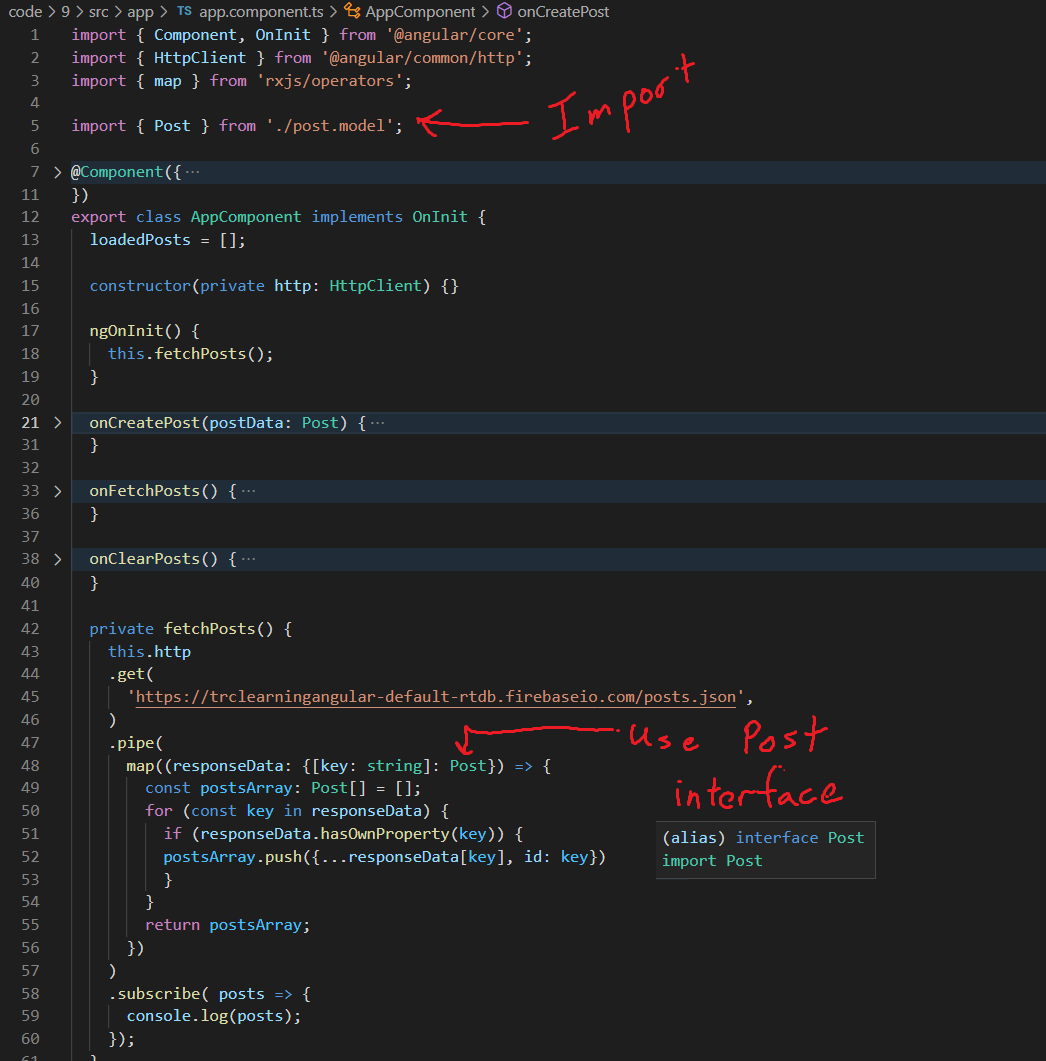 code > 9 > src > app > TS app.component.ts > AppComponent > onCreatePost
1 import { Component, OnInit } from '@angular/core';
2 import { HttpClient } from '@angular/common/http';
3 import { map } from 'rxjs/operators';
4
5 import { Post } from './post.model';
Import
6
7 > @Component({ ···
11 })
12 export class AppComponent implements OnInit {
13 loadedPosts = [];
14
15 constructor(private http: HttpClient) {}
16
17 ngOnInit() {
18 this.fetchPosts();
19 }
20
21 > onCreatePost(postData: Post) { ···
31 }
32
33 > onFetchPosts() { ···
36 }
37
38 > onClearPosts() { ···
40 }
41
42 private fetchPosts() {
43 this.http
44 .get(
45 'https://trclearningangular-default-rtdb.firebaseio.com/posts.json',
46 )
47 .pipe(
use Post
interface
48 map((responseData: {[key: string]: Post}) => {
49 const postsArray: Post[] = [];
50 for (const key in responseData) {
51 if (responseData.hasOwnProperty(key)) {
52 postsArray.push({...responseData[key], id: key})
(alias) interface Post
import Post
53 }
54 }
55 return postsArray;
56 })
57 )
58 .subscribe( posts => {
59 console.log(posts);
60 });
61 }